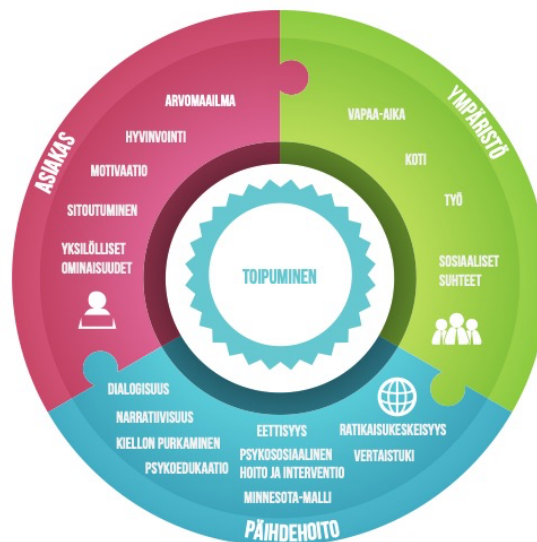 ASIAKAS
ARVOMAAILMA
HYVINVOINTI
MOTIVAATIO
SITOUTUMINEN
YKSILÖLLISET
OMINAISUUDET
YMPÄRISTÖ
VAPAA-AIKA
KOTI
TYÖ
SOSIAALISET
SUHTEET
TOIPUMINEN
DIALOGISUUS
NARRATIIVISUUS
KIELLON PURKAMINEN
PSYKOEDUKAATIO
EETTISYYS
PSYKOSOSIAALINEN
HOITO JA INTERVENTIO
MINNESOTA-MALLI
RATIKAISUKESKEISYYS
VERTAISTUKI
PÄIHDEHOITO